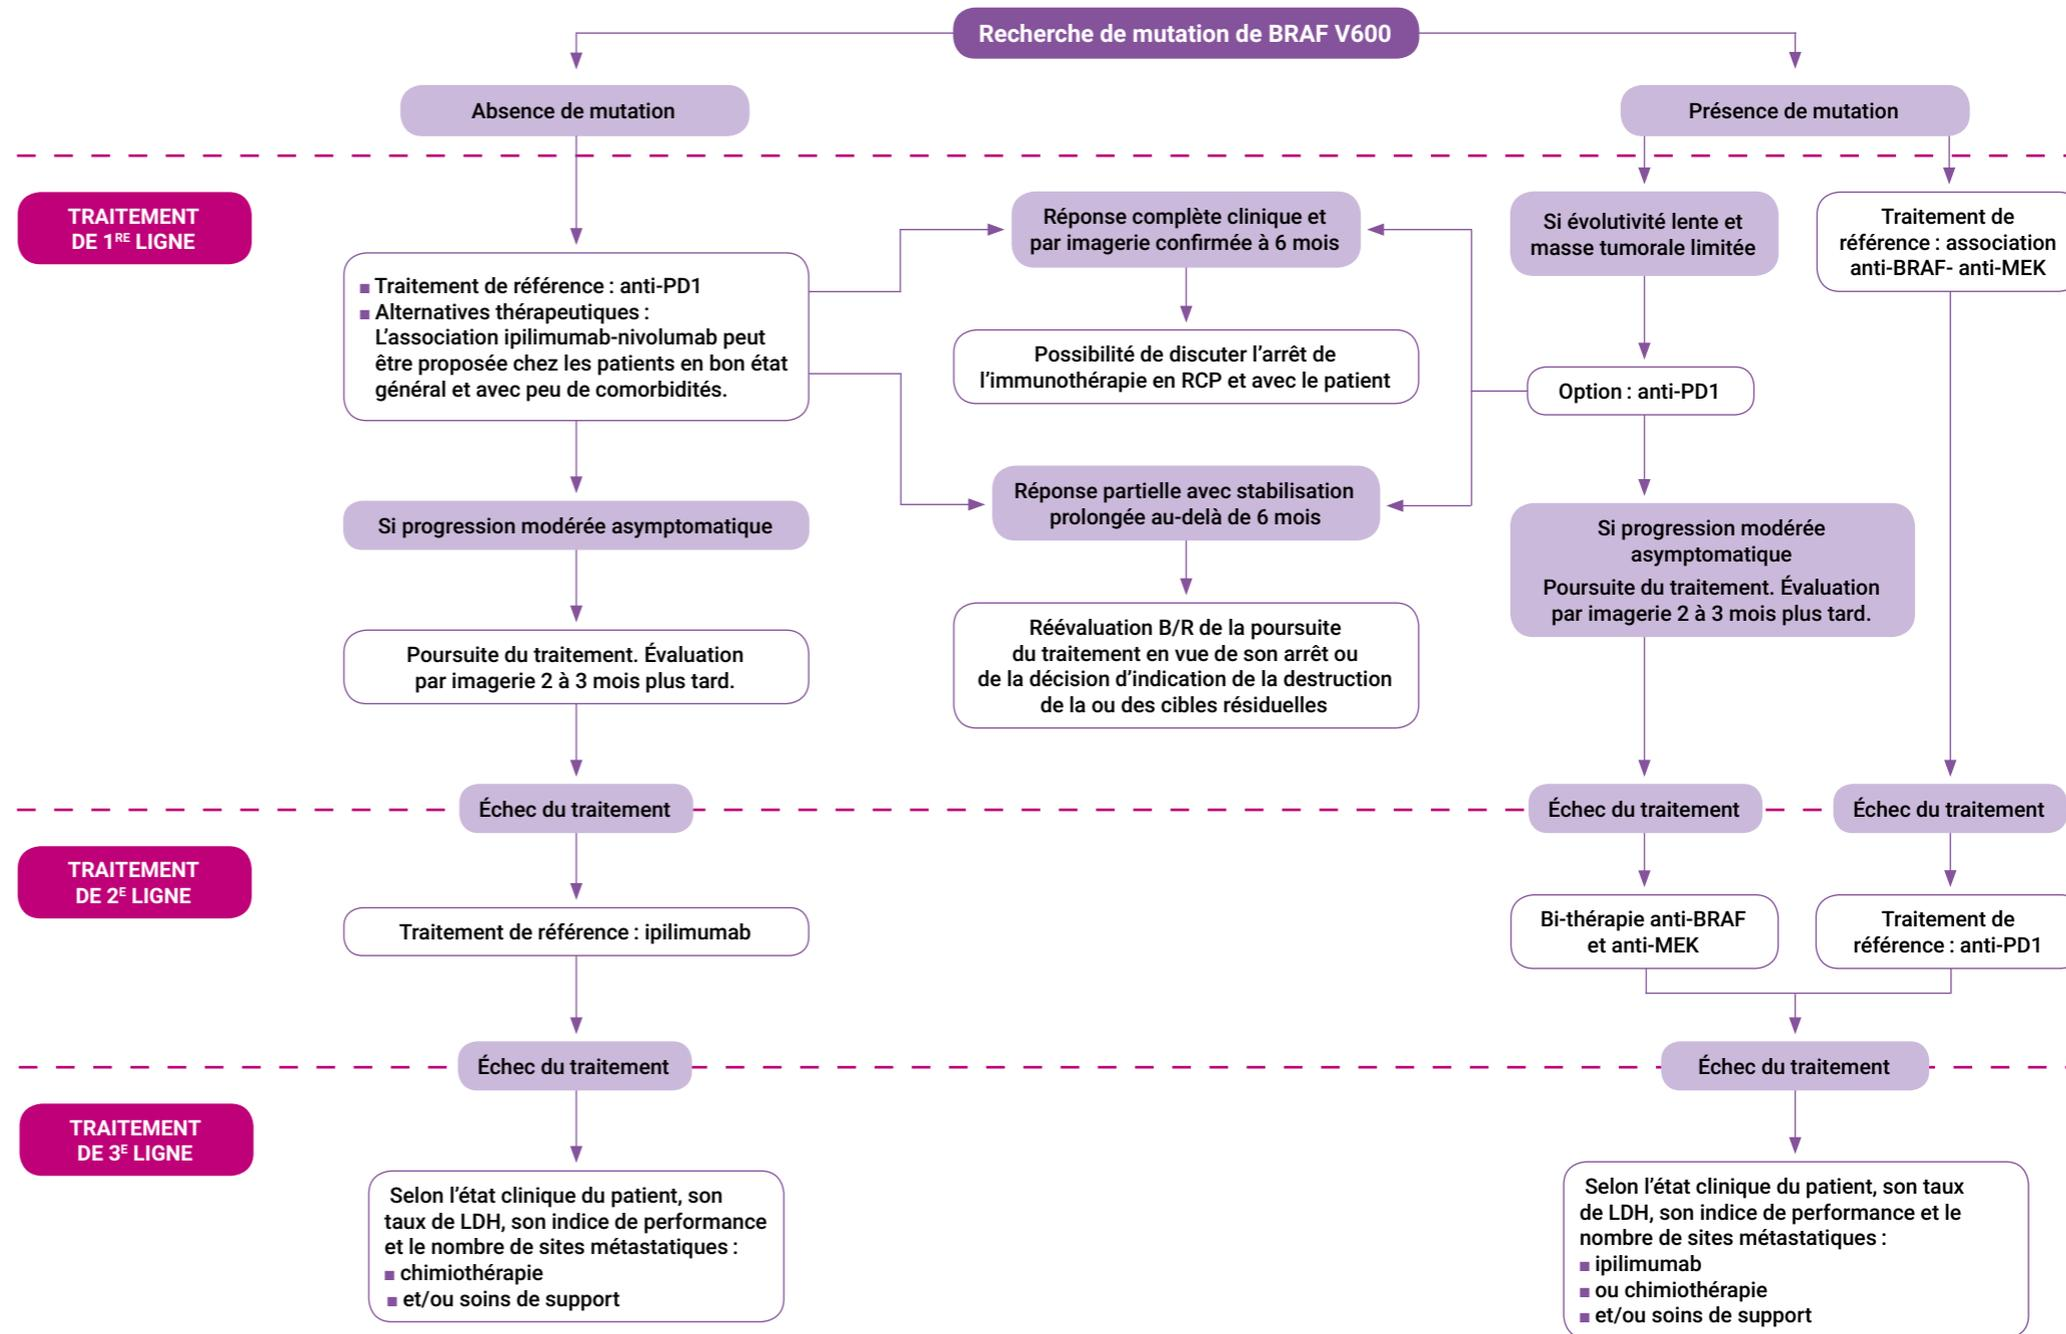 Recherche de mutation de BRAF V600
Absence de mutation
Présence de mutation
TRAITEMENT
DE 1RE LIGNE
■ Traitement de référence : anti-PD1
■ Alternatives thérapeutiques :
L’association ipilimumab-nivolumab peut
être proposée chez les patients en bon état
général et avec peu de comorbidités.
Réponse complète clinique et
par imagerie confirmée à 6 mois
Possibilité de discuter l’arrêt de
l’immunothérapie en RCP et avec le patient
Si évolutivité lente et
masse tumorale limitée
Traitement de
référence : association
anti-BRAF- anti-MEK
Option : anti-PD1
Si progression modérée asymptomatique
Réponse partielle avec stabilisation
prolongée au-delà de 6 mois
Si progression modérée
asymptomatique
Poursuite du traitement. Évaluation
par imagerie 2 à 3 mois plus tard.
Poursuite du traitement. Évaluation
par imagerie 2 à 3 mois plus tard.
Réévaluation B/R de la poursuite
du traitement en vue de son arrêt ou
de la décision d’indication de la destruction
de la ou des cibles résiduelles
Échec du traitement
Échec du traitement
Échec du traitement
TRAITEMENT
DE 2E LIGNE
Traitement de référence : ipilimumab
Bi-thérapie anti-BRAF
et anti-MEK
Traitement de
référence : anti-PD1
Échec du traitement
Échec du traitement
TRAITEMENT
DE 3E LIGNE
Selon l’état clinique du patient, son
taux de LDH, son indice de performance
et le nombre de sites métastatiques :
■ chimiothérapie
■ et/ou soins de support
Selon l’état clinique du patient, son taux
de LDH, son indice de performance et le
nombre de sites métastatiques :
■ ipilimumab
■ ou chimiothérapie
■ et/ou soins de support